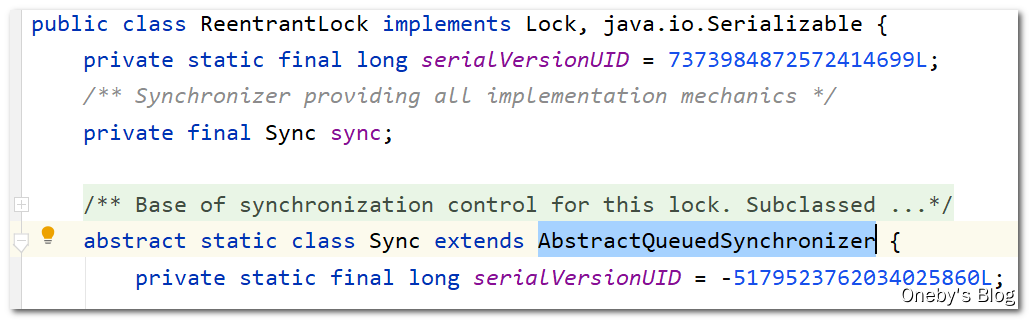 public class ReentrantLock implements Lock, java.io.Serializable {
    private static final long serialVersionUID = 7373984872572414699L;
    /** Synchronizer providing all implementation mechanics */
    private final Sync sync;

    /** Base of synchronization control for this lock. Subclassed ...*/
    abstract static class Sync extends AbstractQueuedSynchronizer {
        private static final long serialVersionUID = -5179523762034025860L;
Oneby's Blog